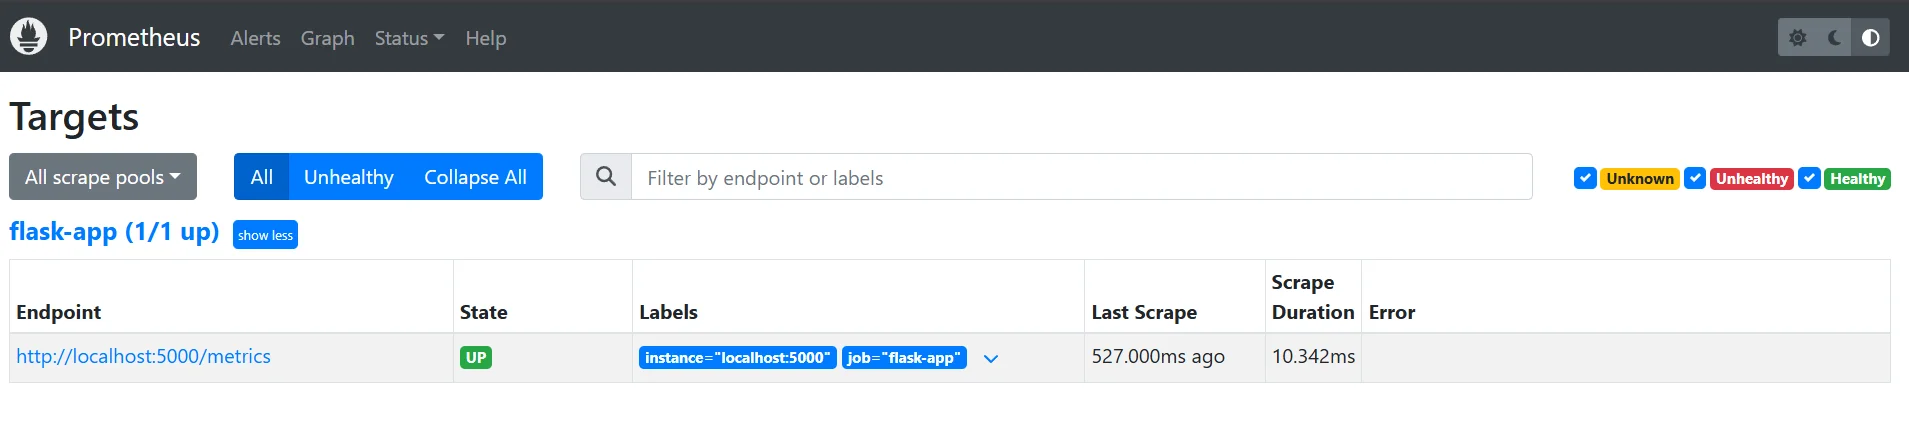 Prometheus Alerts Graph Status Help
Targets
All scrape pools All Unhealthy Collapse All Filter by endpoint or labels Unknown Unhealthy Healthy
flask-app (1/1 up) show less
Endpoint State Labels Last Scrape Scrape Duration Error
http://localhost:5000/metrics UP instance="localhost:5000" job="flask-app" 527.000ms ago 10.342ms